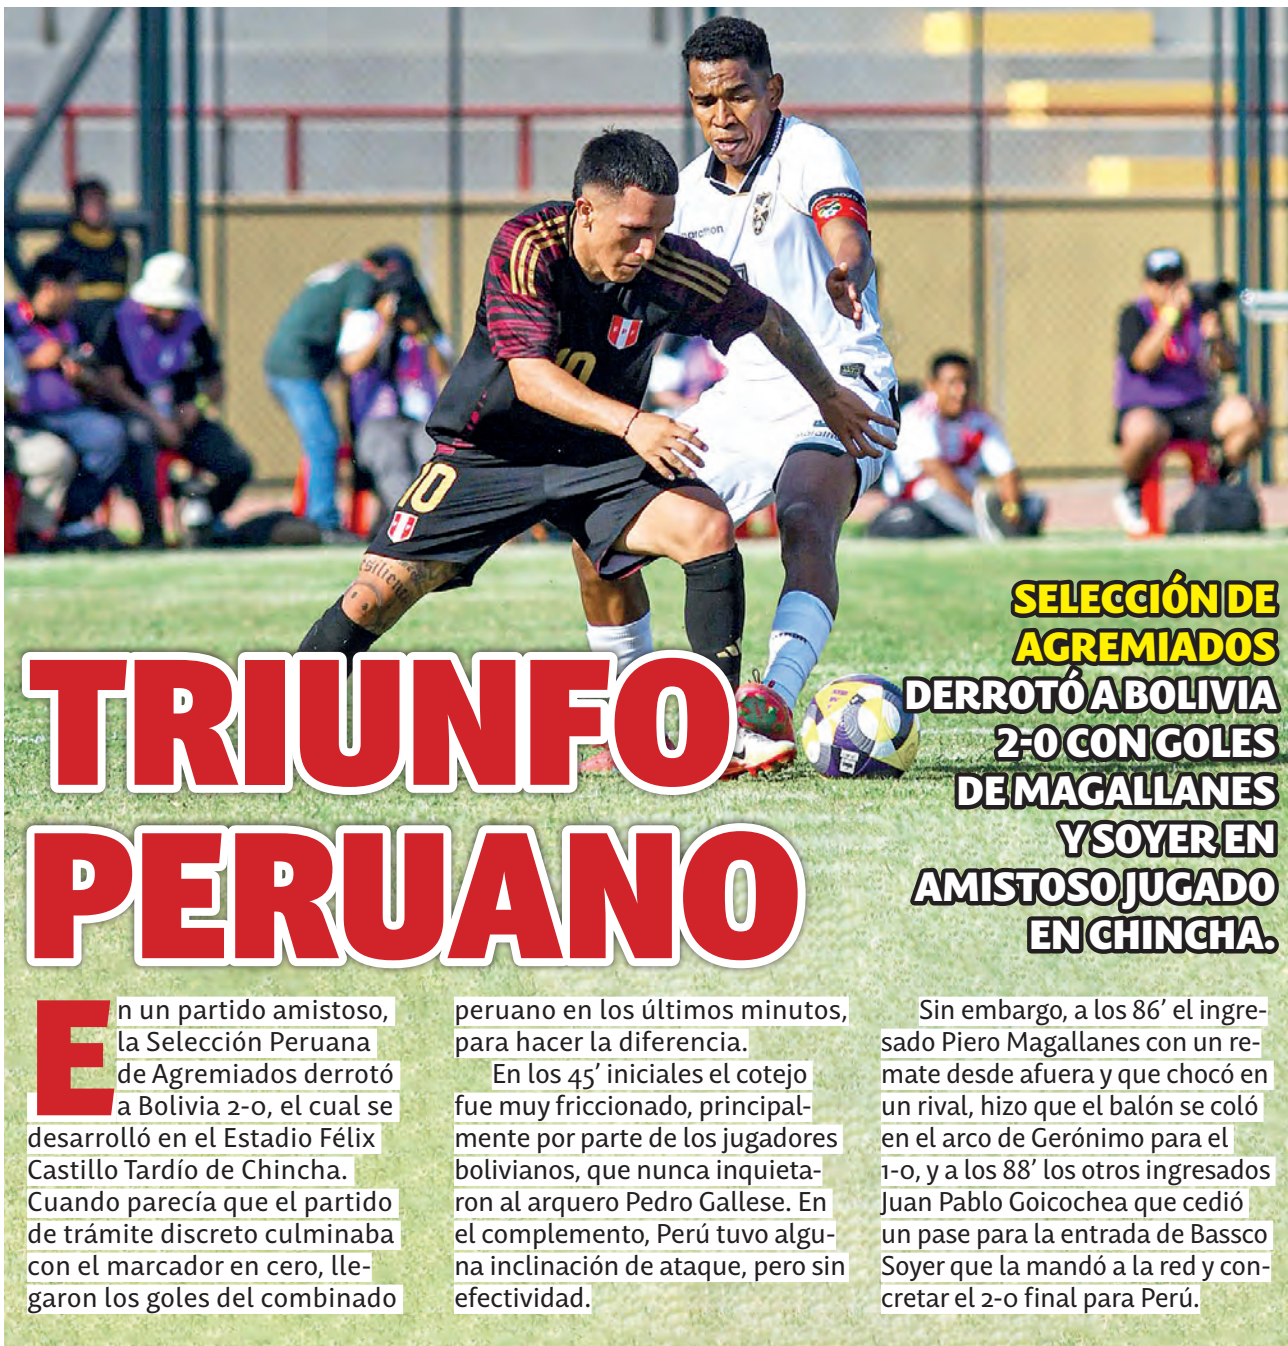 10
10
TRIUNFO
PERUANO
SELECCIÓN DE
AGREMIADOS
DERROTÓ A BOLIVIA
2-0 CON GOLES
DE MAGALLANES
Y SOYER EN
AMISTOSO JUGADO
EN CHINCHA.
En un partido amistoso,
la Selección Peruana
de Agremiados derrotó
a Bolivia 2-0, el cual se
desarrolló en el Estadio Félix
Castillo Tardío de Chincha.
Cuando parecía que el partido
de trámite discreto culminaba
con el marcador en cero, lle-
garon los goles del combinado
peruano en los últimos minutos,
para hacer la diferencia.
En los 45’ iniciales el cotejo
fue muy friccionado, principal-
mente por parte de los jugadores
bolivianos, que nunca inquieta-
ron al arquero Pedro Gallese. En
el complemento, Perú tuvo algu-
na inclinación de ataque, pero sin
efectividad.
Sin embargo, a los 86’ el ingre-
sado Piero Magallanes con un re-
mate desde afuera y que chocó en
un rival, hizo que el balón se coló
en el arco de Gerónimo para el
1-0, y a los 88’ los otros ingresados
Juan Pablo Goicochea que cedió
un pase para la entrada de Bassco
Soyer que la mandó a la red y con-
cretar el 2-0 final para Perú.